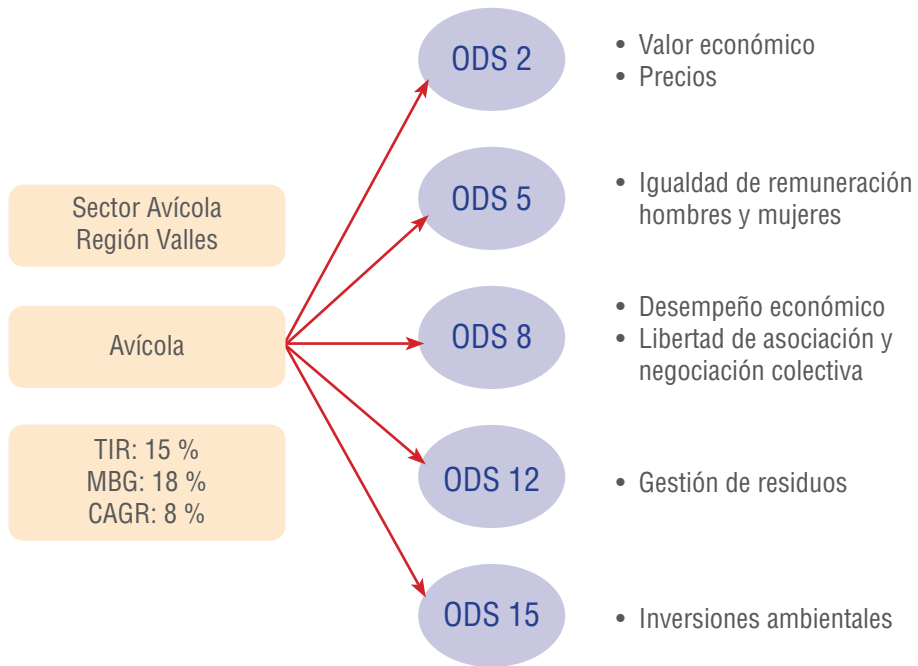 Sector Avícola
Región Valles
Avícola
TIR: 15 %
MBG: 18 %
CAGR: 8 %
ODS 2
• Valor económico
• Precios
ODS 5
• Igualdad de remuneración
hombres y mujeres
ODS 8
• Desempeño económico
• Libertad de asociación y
negociación colectiva
ODS 12
• Gestión de residuos
ODS 15
• Inversiones ambientales